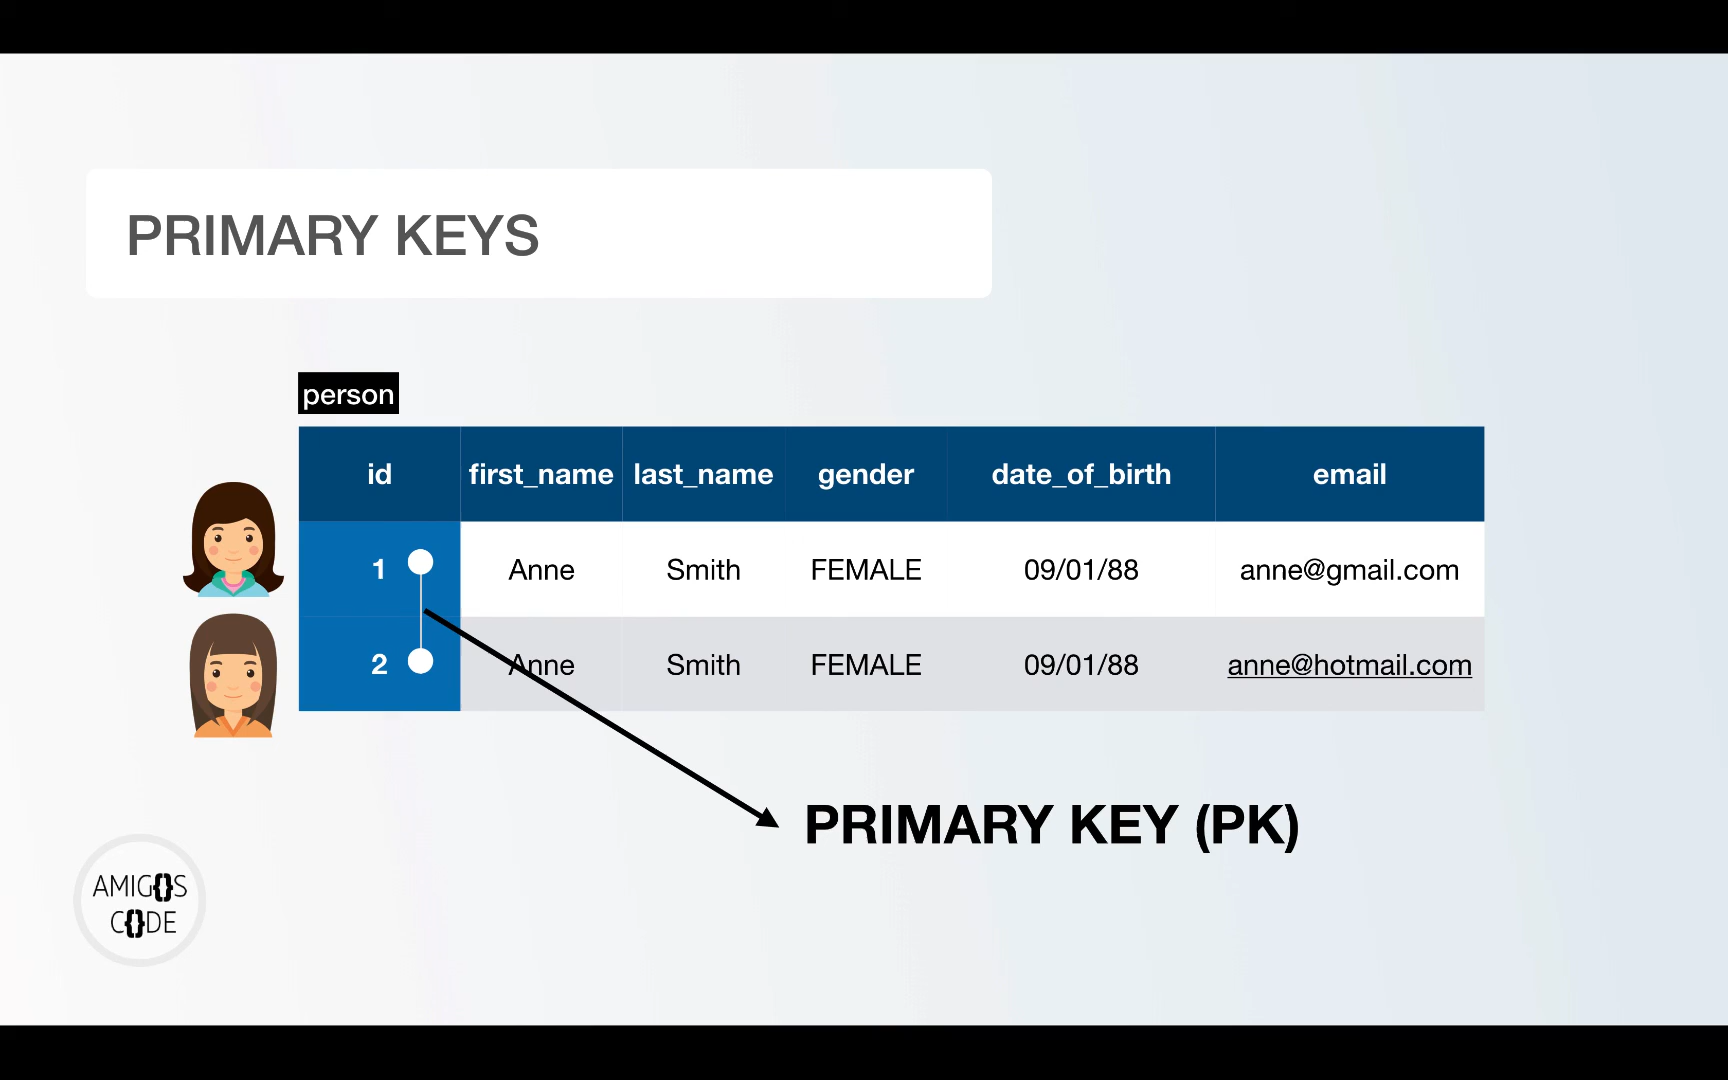 PRIMARY KEYS
person
id first_name last_name gender date_of_birth email
1 Anne Smith FEMALE 09/01/88 anne@gmail.com
2 Anne Smith FEMALE 09/01/88 anne@hotmail.com
PRIMARY KEY (PK)
AMIG{}S
C{}DE